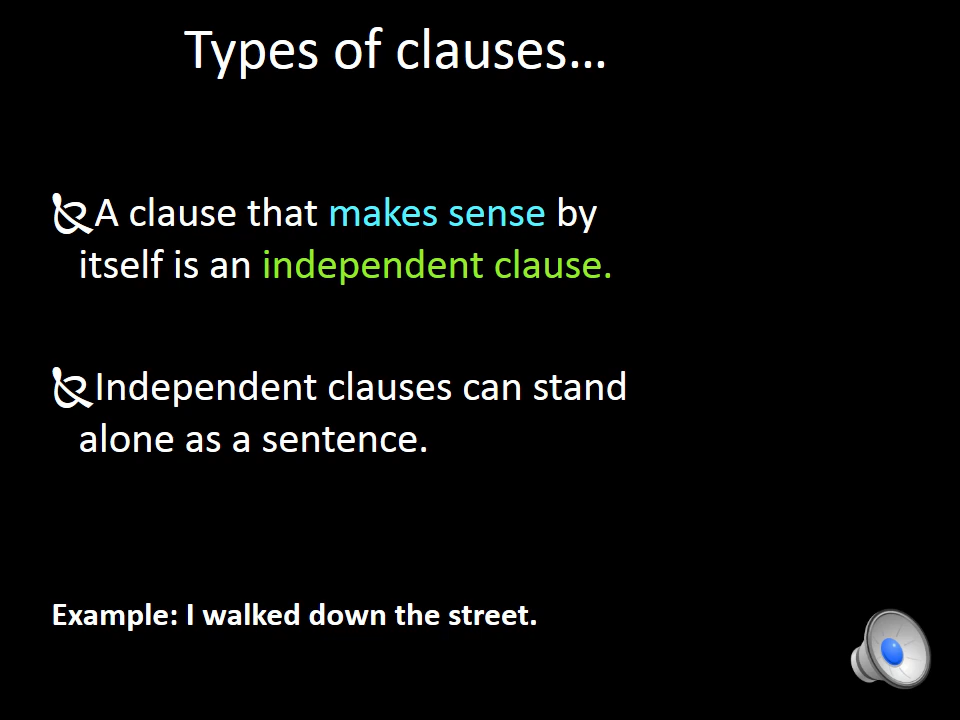 Types of clauses…
A clause that makes sense by
itself is an independent clause.
Independent clauses can stand
alone as a sentence.
Example: I walked down the street.